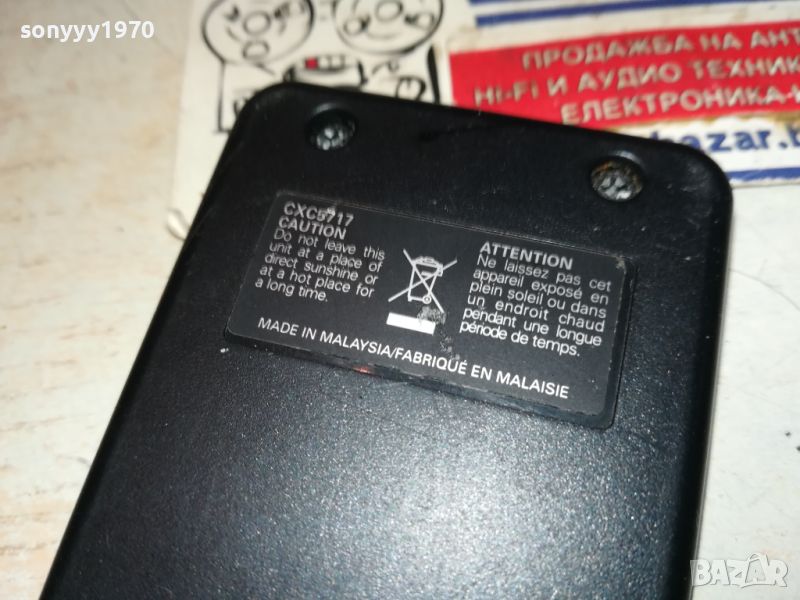 sonyyy1970
ПРОДАЖБА НА АНТ
HI-FI И АУДИО ТЕХНИК
ЕЛЕКТРОНИКА-
bazar.b
CXC5717
CAUTION
Do not leave this
unit at a place of
direct sunshine or
at a hot place for
a long time.
ATTENTION
Ne laissez pas cet
appareil exposé en
plein soleil ou dans
un endroit chaud
pendant une longue
période de temps.
MADE IN MALAYSIA/FABRIQUÉ EN MALAISIE
BAZAR